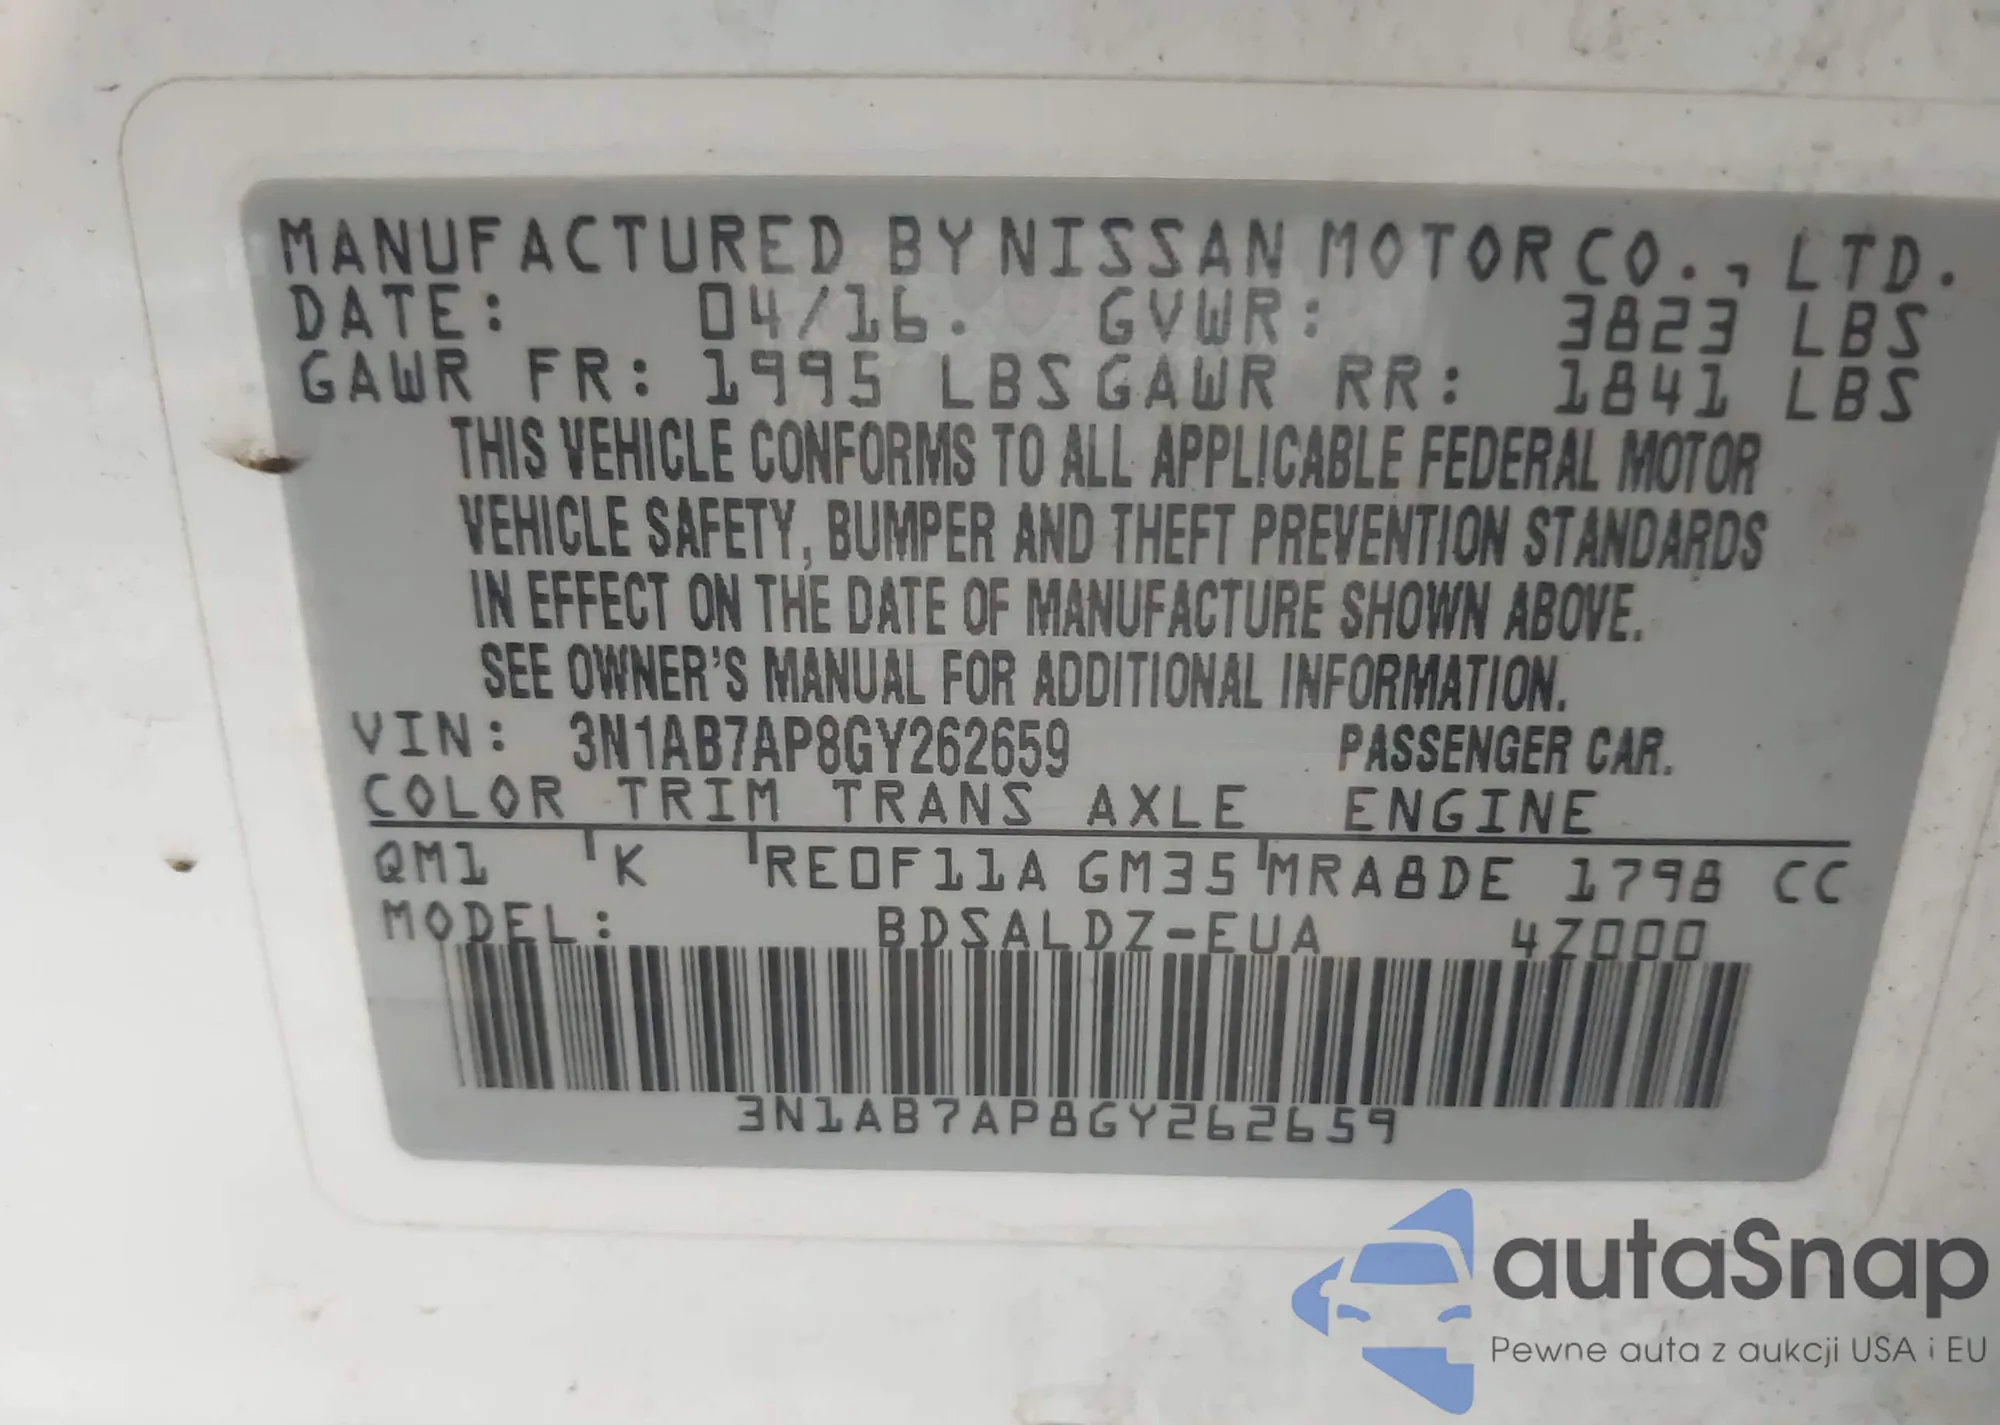 MANUFACTURED BY NISSAN MOTOR CO., LTD.
DATE: 04/16. GVWR: 3823 LBS
GAWR FR: 1995 LBS GAWR RR: 1841 LBS
THIS VEHICLE CONFORMS TO ALL APPLICABLE FEDERAL MOTOR
VEHICLE SAFETY, BUMPER AND THEFT PREVENTION STANDARDS
IN EFFECT ON THE DATE OF MANUFACTURE SHOWN ABOVE.
SEE OWNER'S MANUAL FOR ADDITIONAL INFORMATION.
VIN: 3N1AB7AP8GY262659 PASSENGER CAR.
COLOR TRIM TRANS AXLE ENGINE
QM1 K RE0F11A GM35 MRA8DE 1798 CC
MODEL: BDSALDZ-EUA 4Z000
3N1AB7AP8GY262659
autaSnap
Pewne auta z aukcji USA i EU